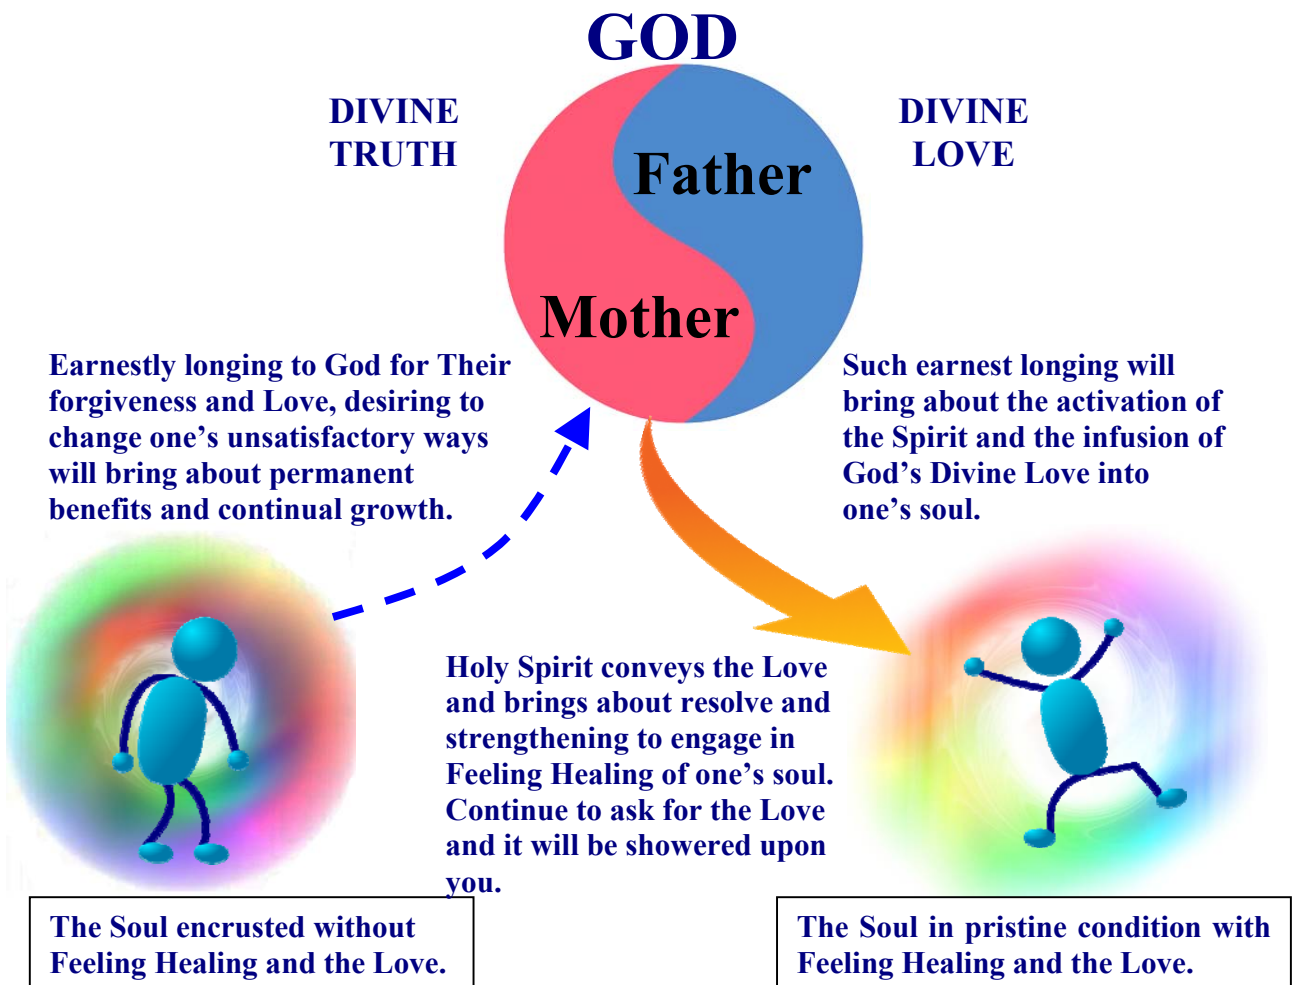 GOD
DIVINE
TRUTH
DIVINE
LOVE
Father
Mother
Earnestly longing to God for Their
forgiveness and Love, desiring to
change one’s unsatisfactory ways
will bring about permanent
benefits and continual growth.
Such earnest longing will
bring about the activation of
the Spirit and the infusion of
God’s Divine Love into
one’s soul.
Holy Spirit conveys the Love
and brings about resolve and
strengthening to engage in
Feeling Healing of one’s soul.
Continue to ask for the Love
and it will be showered upon
you.
The Soul encrusted without
Feeling Healing and the Love.
The Soul in pristine condition with
Feeling Healing and the Love.